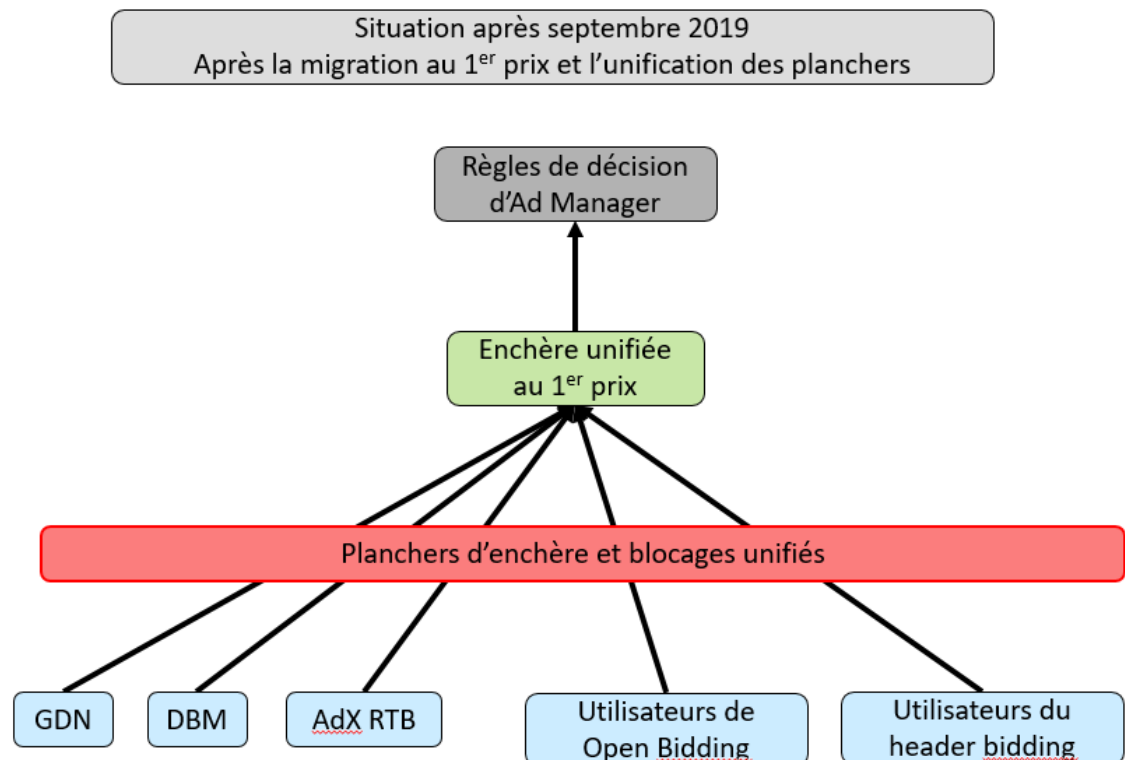 Situation après septembre 2019
Après la migration au 1er prix et l'unification des planchers
Règles de décision
d'Ad Manager
Enchère unifiée
au 1er prix
Planchers d'enchère et blocages unifiés
GDN
DBM
AdX RTB
Utilisateurs de
Open Bidding
Utilisateurs du
header bidding